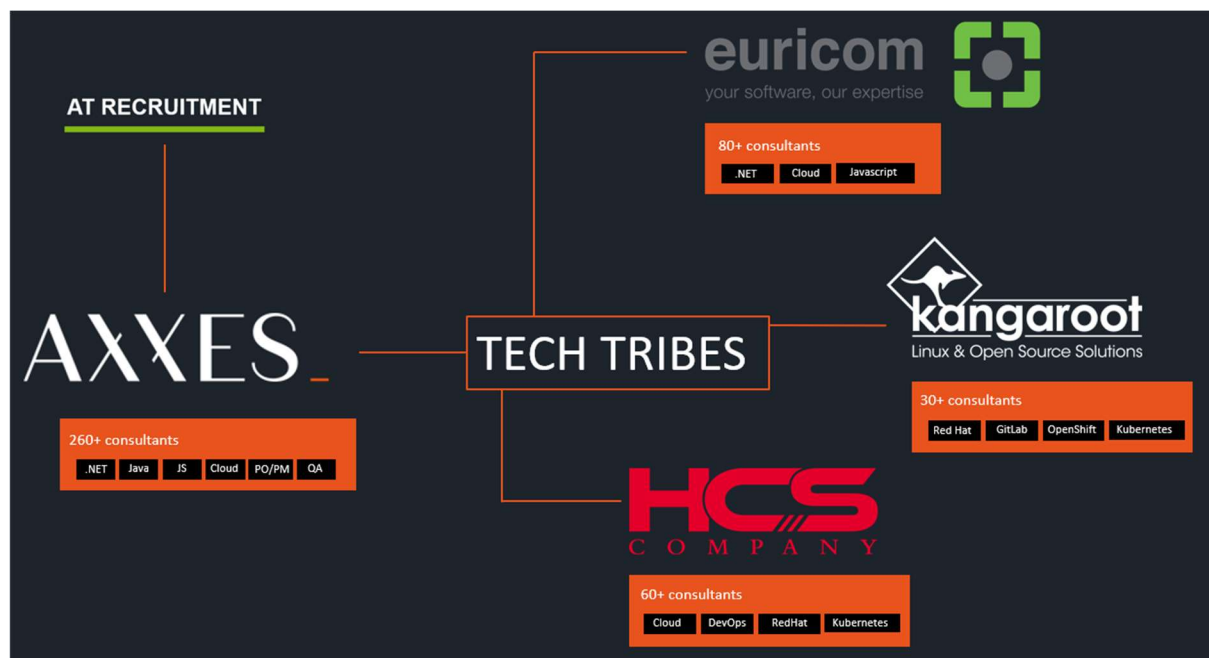 AT RECRUITMENT
AXXES_
260+ consultants
.NET Java JS Cloud PO/PM QA
TECH TRIBES
euricom
your software, our expertise
80+ consultants
.NET Cloud Javascript
kangaroot
Linux & Open Source Solutions
30+ consultants
Red Hat GitLab OpenShift Kubernetes
HCS
COMPANY
60+ consultants
Cloud DevOps RedHat Kubernetes